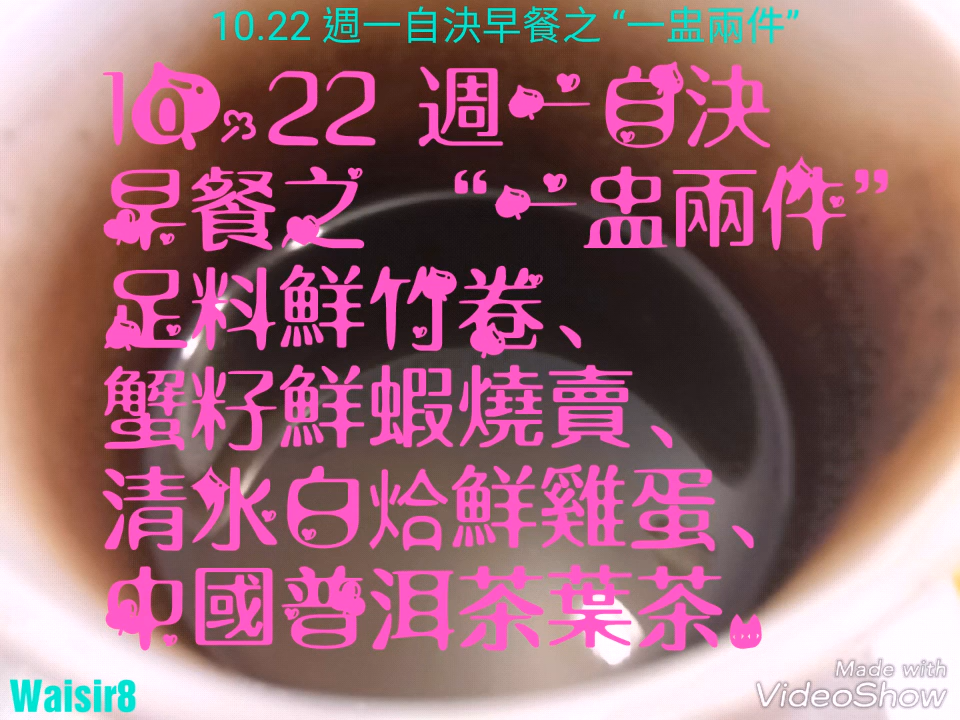 10.22 週一自決早餐之 “一盅兩件”
10.22 週一自決
早餐之 “一盅兩件”
足料鮮竹卷、
蟹籽鮮蝦燒賣、
清水白烚鮮雞蛋、
中國普洱茶葉茶。
Made with
Waisir8
VideoShow